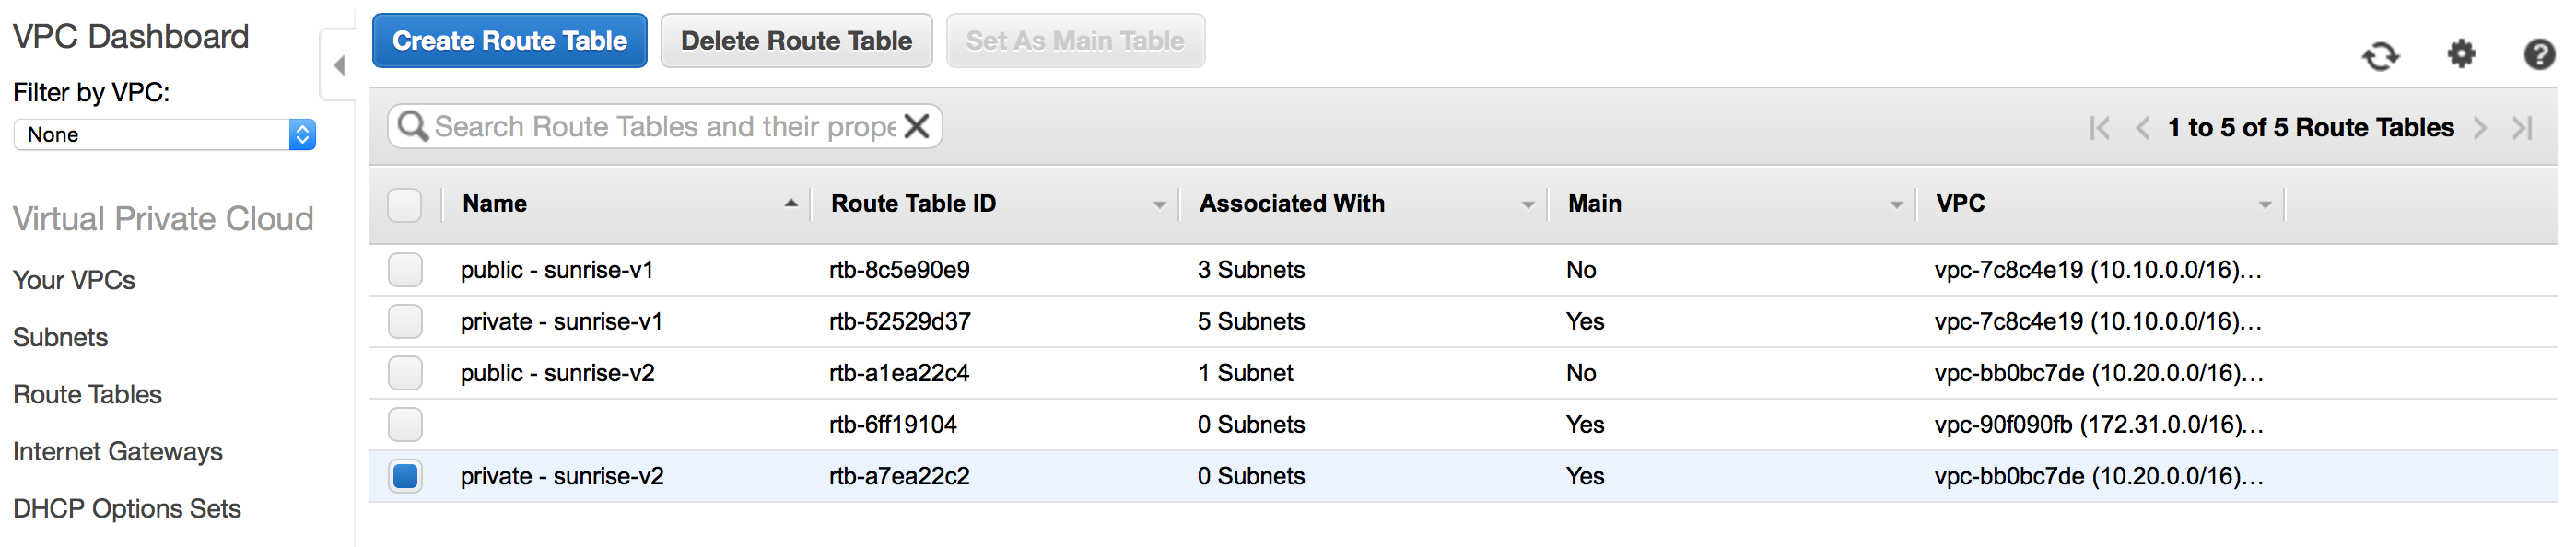 VPC Dashboard
Filter by VPC:
None
Virtual Private Cloud
Your VPCs
Subnets
Route Tables
Internet Gateways
DHCP Options Sets
Create Route Table Delete Route Table Set As Main Table
Search Route Tables and their prope 1 to 5 of 5 Route Tables
Name Route Table ID Associated With Main VPC
public - sunrise-v1 rtb-8c5e90e9 3 Subnets No vpc-7c8c4e19 (10.10.0.0/16)...
private - sunrise-v1 rtb-52529d37 5 Subnets Yes vpc-7c8c4e19 (10.10.0.0/16)...
public - sunrise-v2 rtb-a1ea22c4 1 Subnet No vpc-bb0bc7de (10.20.0.0/16)...
rtb-6ff19104 0 Subnets Yes vpc-90f090fb (172.31.0.0/16)...
private - sunrise-v2 rtb-a7ea22c2 0 Subnets Yes vpc-bb0bc7de (10.20.0.0/16)...